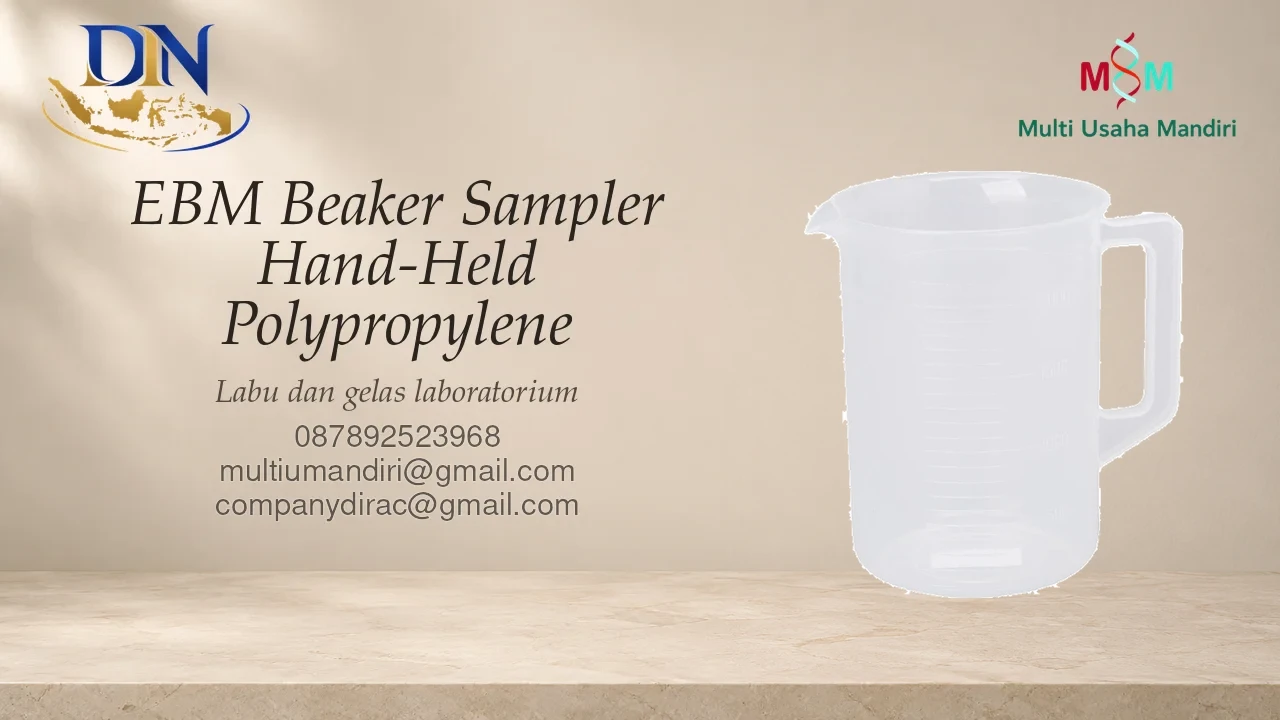 DIN
M M
Multi Usaha Mandiri
EBM Beaker Sampler
Hand-Held
Polypropylene
Labu dan gelas laboratorium
087892523968
multiumandiri@gmail.com
companydirac@gmail.com